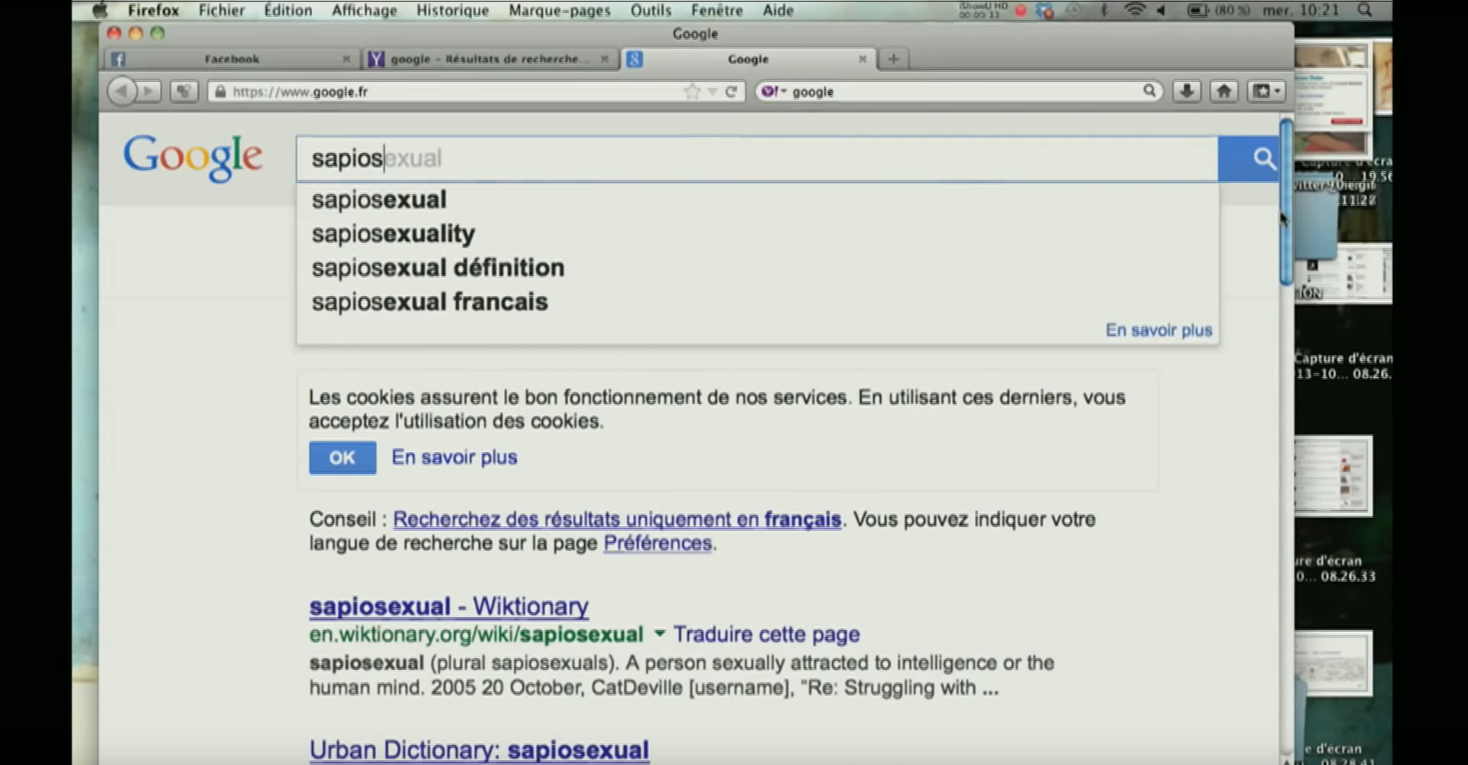 Firefox Fichier Édition Affichage Historique Marque-pages Outils Fenêtre Aide
iShowU HD
(80 %) mer. 10:21
Google
Facebook
google – Résultats de recherche...
Google
https://www.google.fr
google
Google
sapiosexual
sapiosexual
sapiosexuality
sapiosexual définition
sapiosexual francais
En savoir plus
Les cookies assurent le bon fonctionnement de nos services. En utilisant ces derniers, vous
acceptez l'utilisation des cookies.
OK En savoir plus
Conseil : Recherchez des résultats uniquement en français. Vous pouvez indiquer votre
langue de recherche sur la page Préférences.
sapiosexual - Wiktionary
en.wiktionary.org/wiki/sapiosexual Traduire cette page
sapiosexual (plural sapiosexuals). A person sexually attracted to intelligence or the
human mind. 2005 20 October, CatDeville [username], "Re: Struggling with ...
Urban Dictionary: sapiosexual
Capture d'écran
13-10... 08.26.
d'écran
0... 08.26.33
d'écran
08.28.41